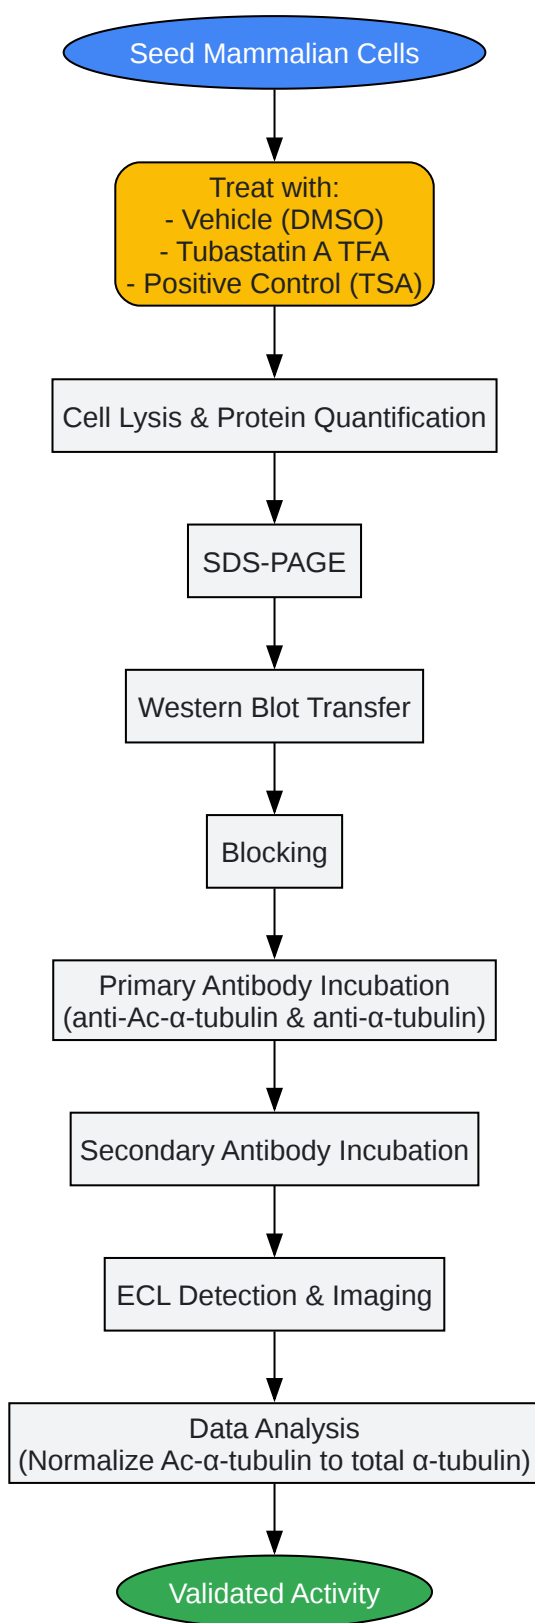 Seed Mammalian Cells
Treat with:
- Vehicle (DMSO)
- Tubastatin A TFA
- Positive Control (TSA)
Cell Lysis & Protein Quantification
SDS-PAGE
Western Blot Transfer
Blocking
Primary Antibody Incubation
(anti-Ac-α-tubulin & anti-α-tubulin)
Secondary Antibody Incubation
ECL Detection & Imaging
Data Analysis
(Normalize Ac-α-tubulin to total α-tubulin)
Validated Activity